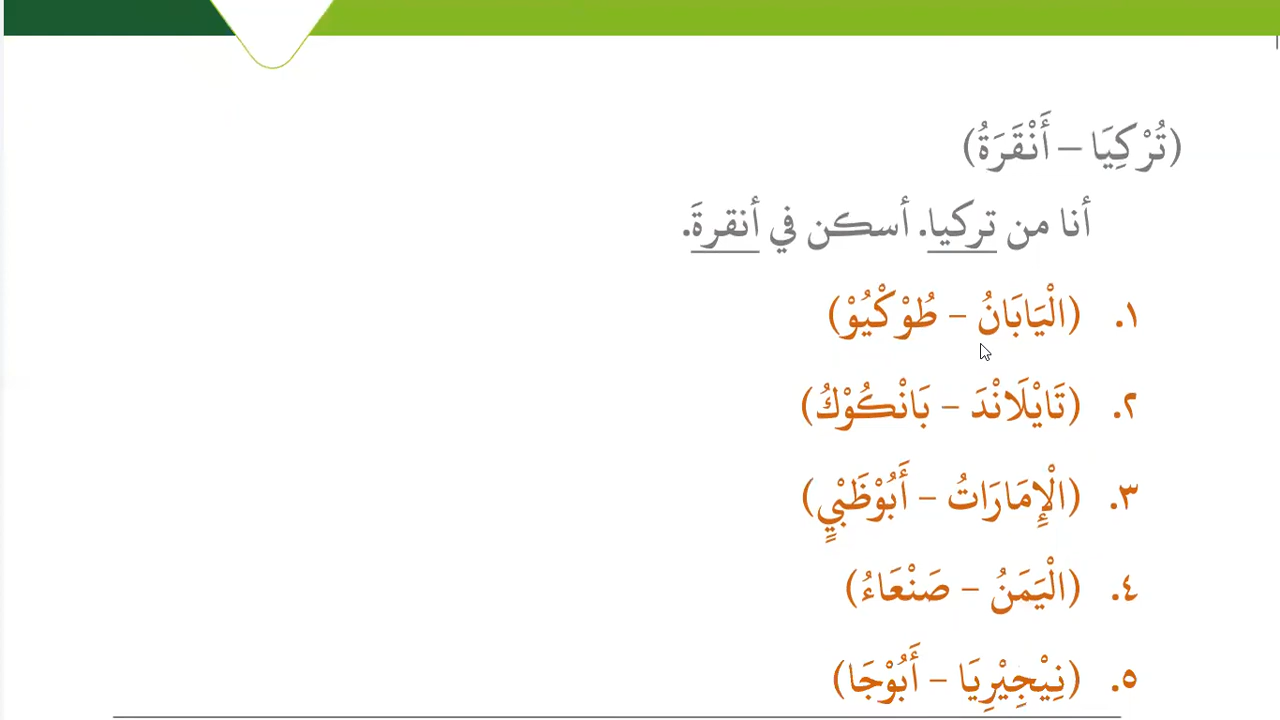 (تُرْكِيَا – أَنْقَرَةُ)
أنا من تركيا. أسكن في أنقرةَ.
١. (الْيَابَانُ – طُوْكْيُوْ)
٢. (تَايْلَانْدَ – بَانْكُوْكُ)
٣. (الْإِمَارَاتُ – أَبُوْظَبْيٍ)
٤. (الْيَمَنُ – صَنْعَاءُ)
٥. (نِيْجِيْرِيَا – أَبُوْجَا)